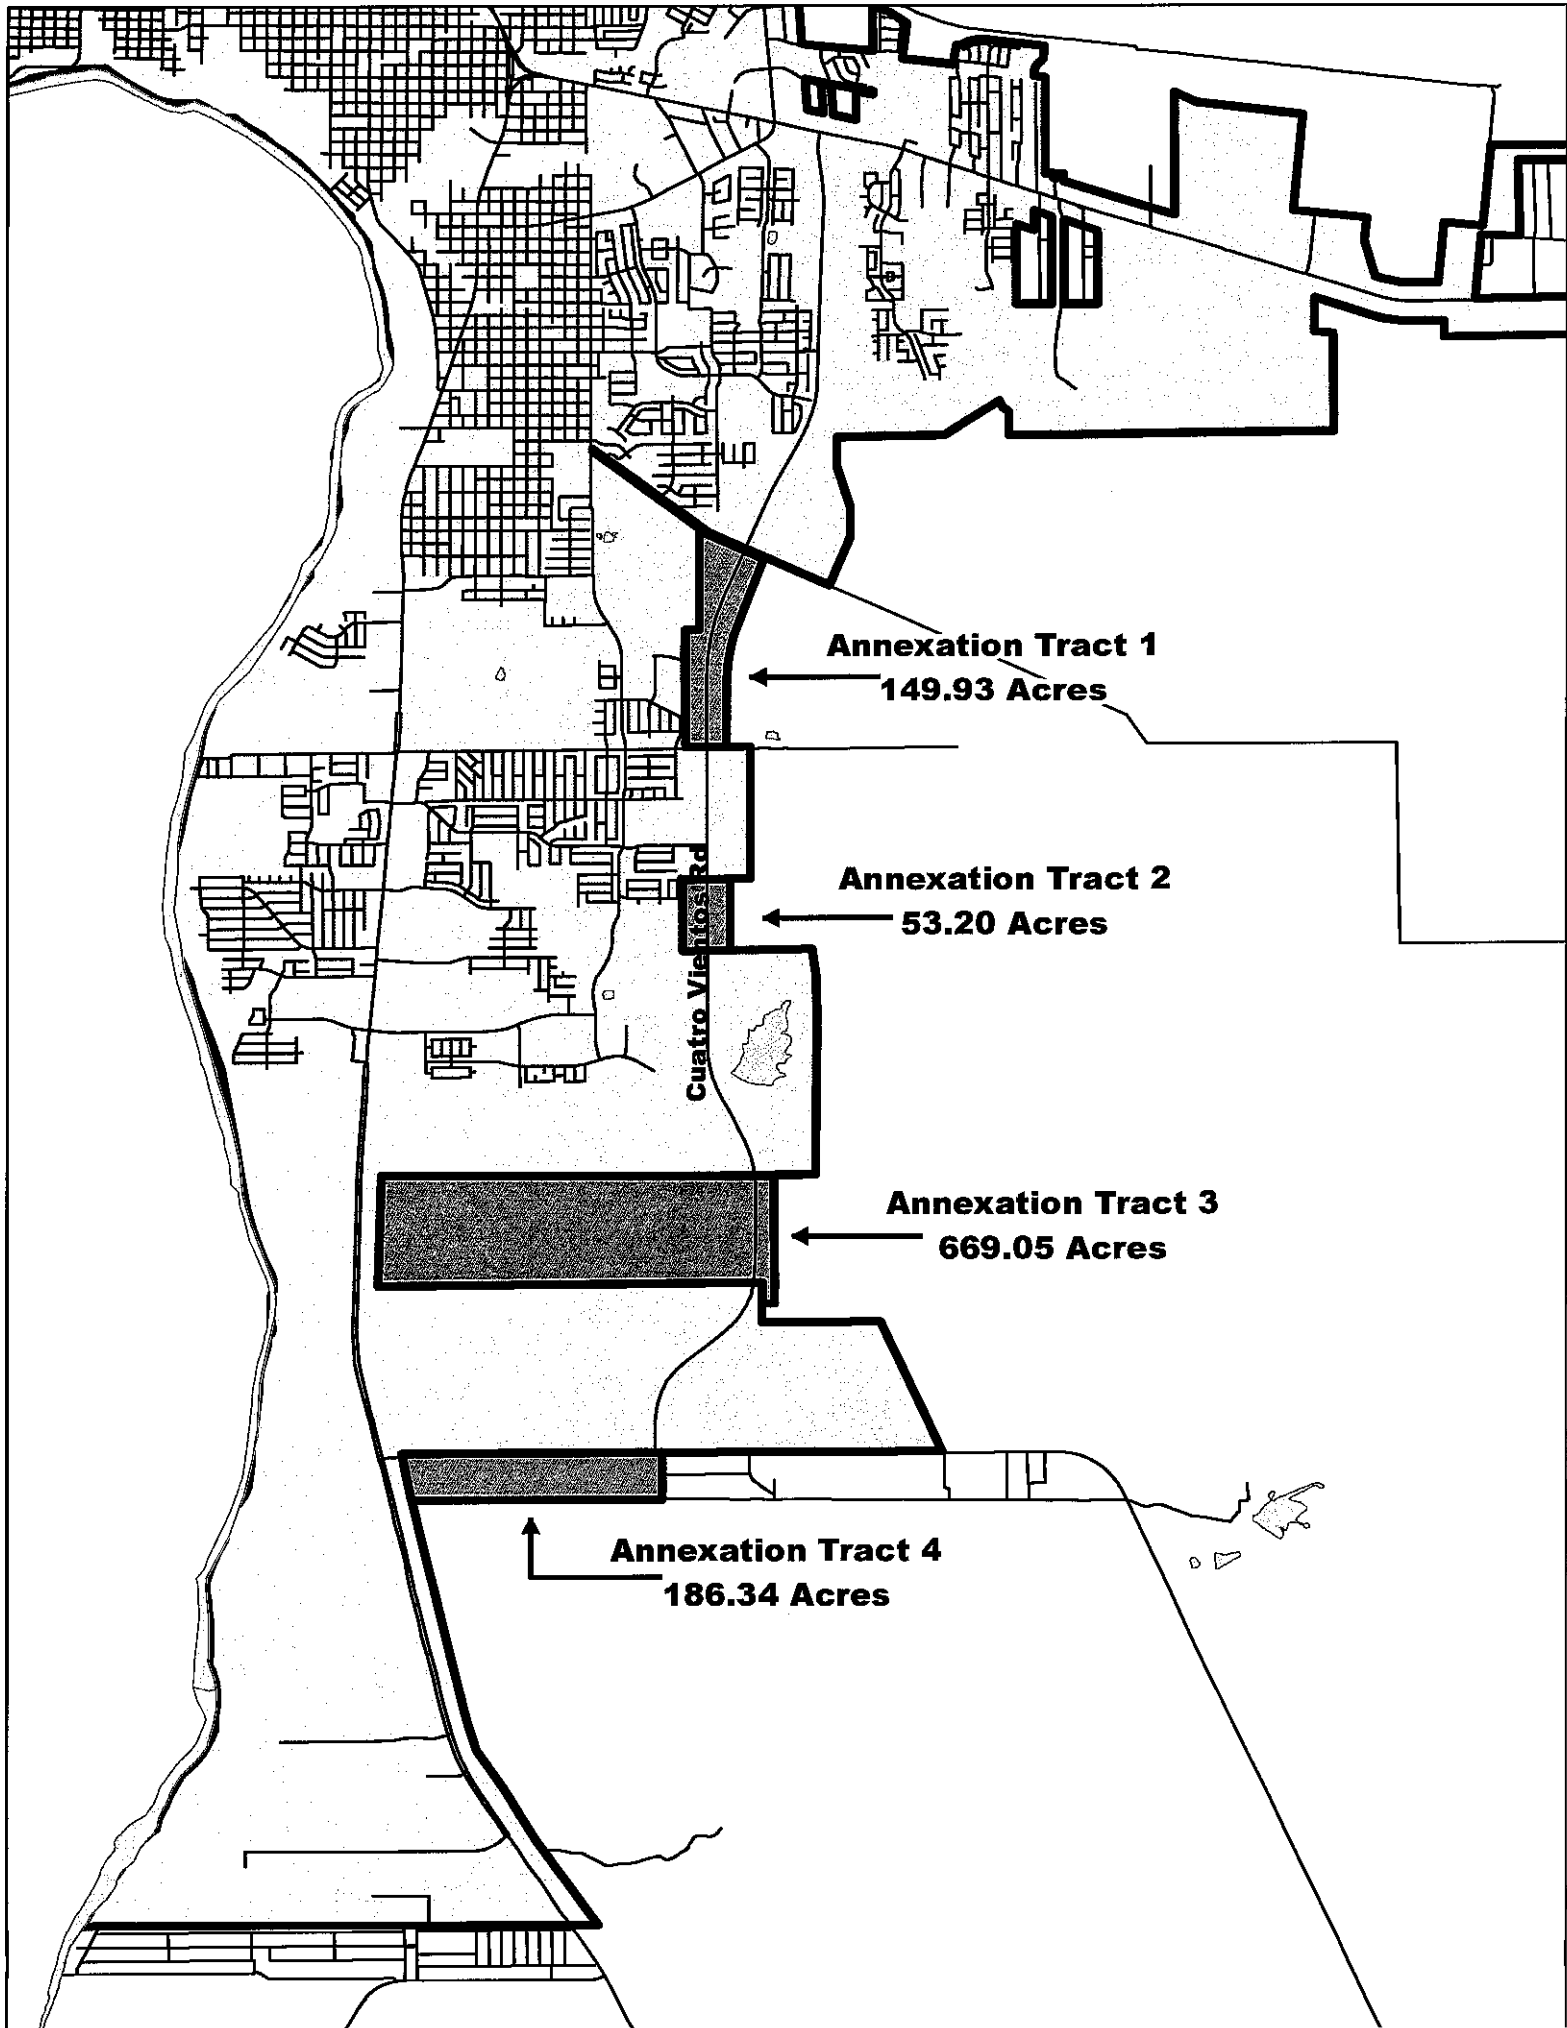 Annexation Tract 1
149.93 Acres
Annexation Tract 2
53.20 Acres
Cuatro Vientos Rd
Annexation Tract 3
669.05 Acres
Annexation Tract 4
186.34 Acres